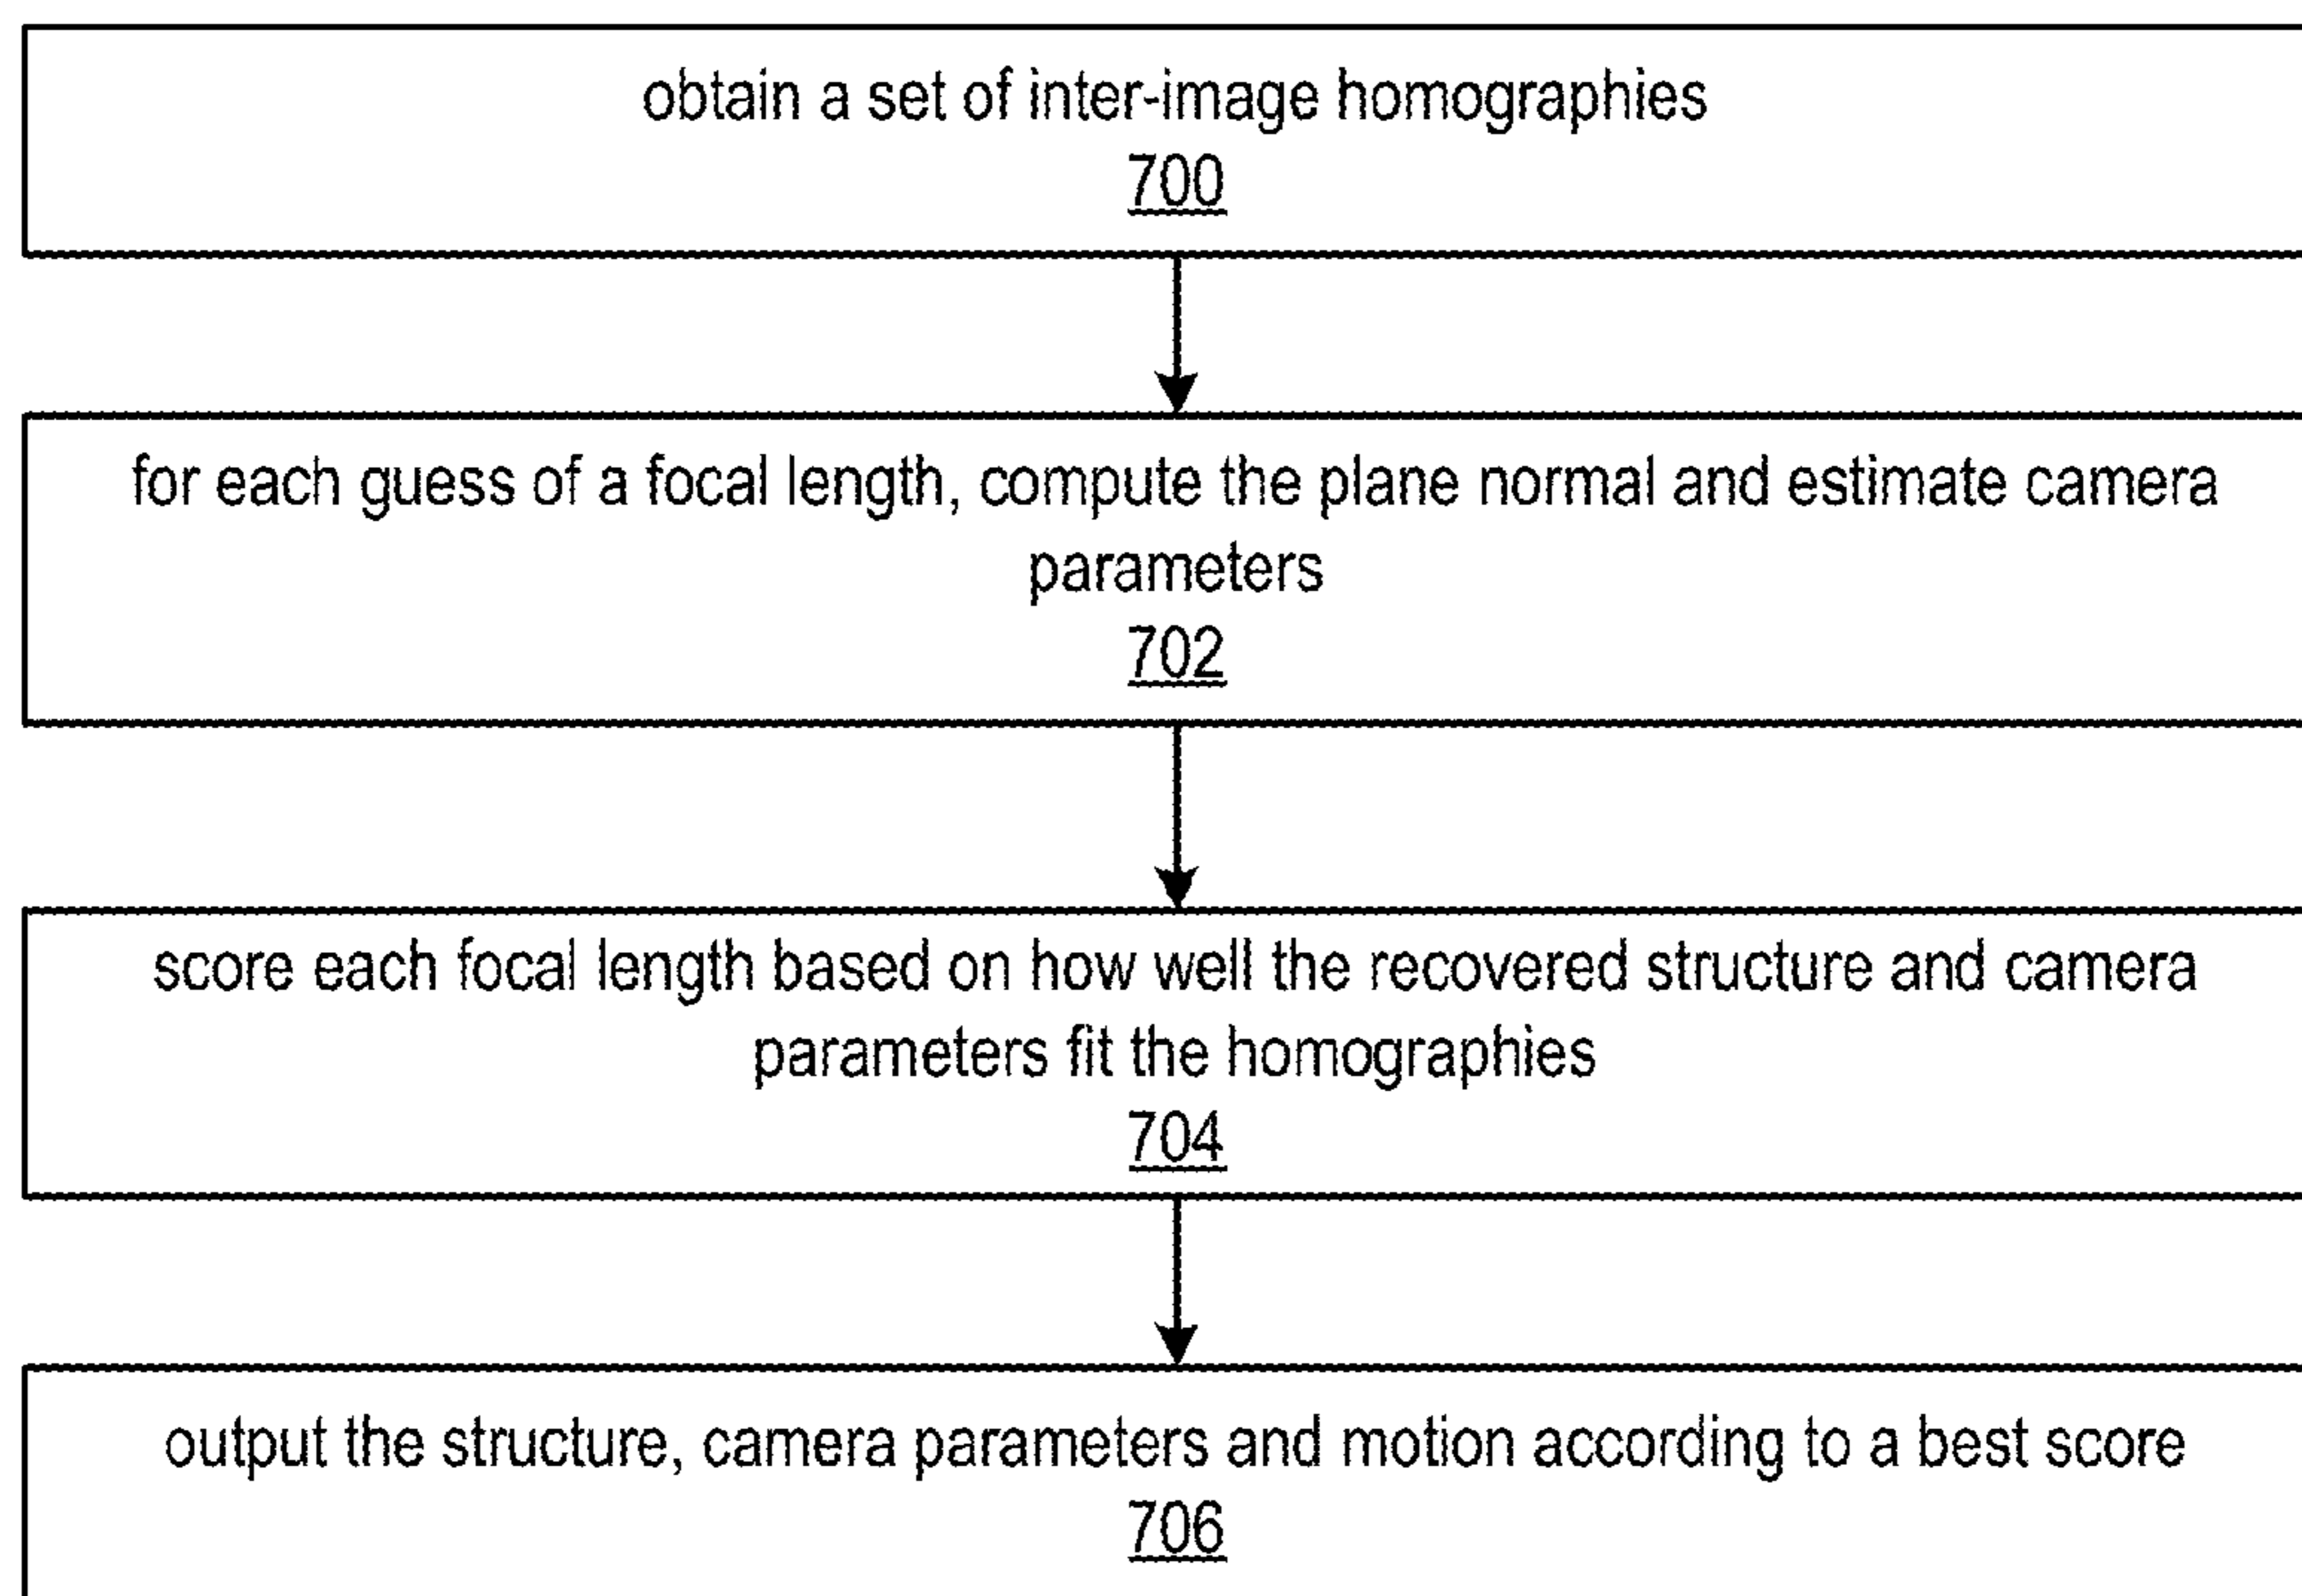 obtain a set of inter-image homographies
700
for each guess of a focal length, compute the plane normal and estimate camera
parameters
702
score each focal length based on how well the recovered structure and camera
parameters fit the homographies
704
output the structure, camera parameters and motion according to a best score
706